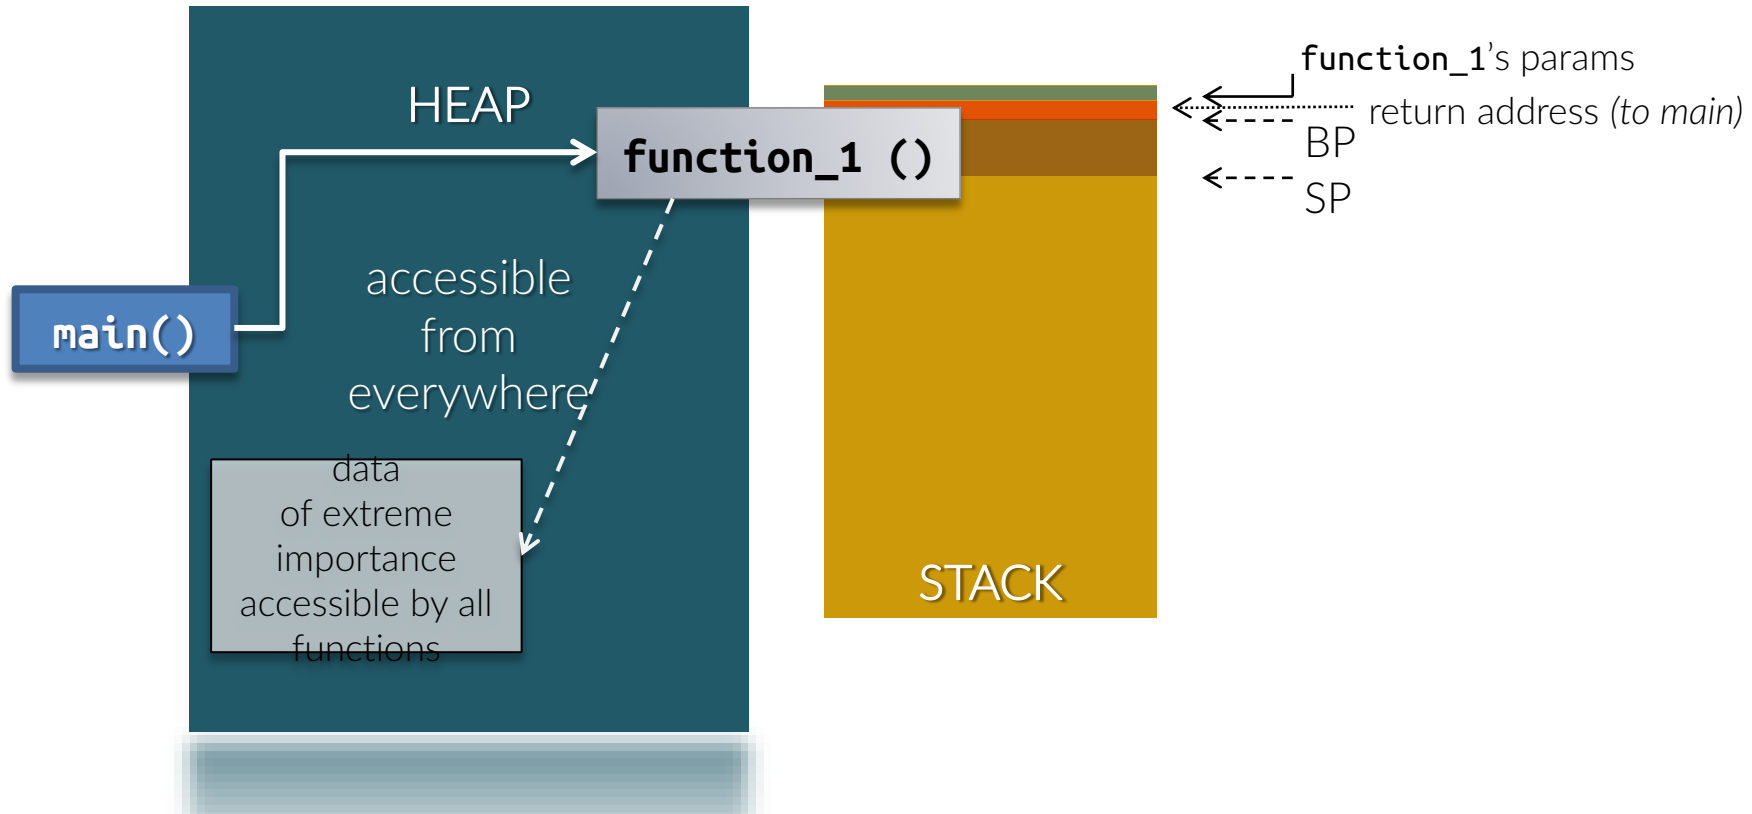 HEAP
function_1 ()
accessible
from
everywhere
main()
data
of extreme
importance
accessible by all
functions
STACK
function_1's params
return address (to main)
BP
SP